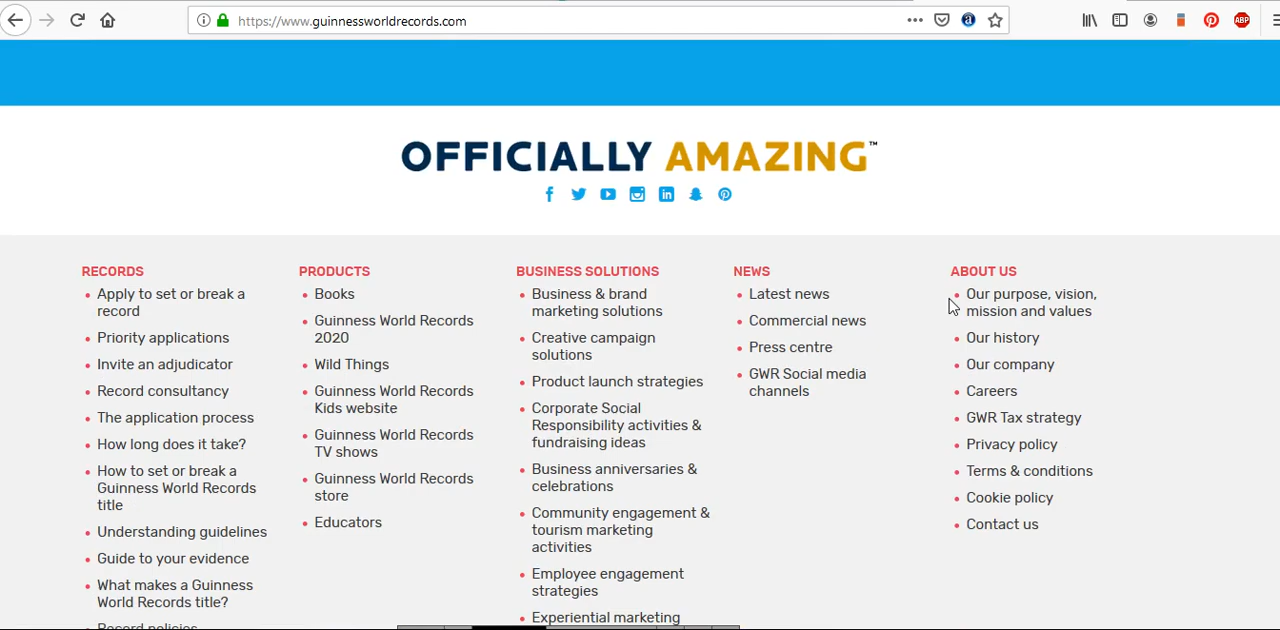 https://www.guinnessworldrecords.com
ABP
OFFICIALLY AMAZING™
RECORDS
Apply to set or break a
record
Priority applications
Invite an adjudicator
Record consultancy
The application process
How long does it take?
How to set or break a
Guinness World Records
title
Understanding guidelines
Guide to your evidence
What makes a Guinness
World Records title?
Record policies
PRODUCTS
Books
Guinness World Records
2020
Wild Things
Guinness World Records
Kids website
Guinness World Records
TV shows
Guinness World Records
store
Educators
BUSINESS SOLUTIONS
Business & brand
marketing solutions
Creative campaign
solutions
Product launch strategies
Corporate Social
Responsibility activities &
fundraising ideas
Business anniversaries &
celebrations
Community engagement &
tourism marketing
activities
Employee engagement
strategies
Experiential marketing
NEWS
Latest news
Commercial news
Press centre
GWR Social media
channels
ABOUT US
Our purpose, vision,
mission and values
Our history
Our company
Careers
GWR Tax strategy
Privacy policy
Terms & conditions
Cookie policy
Contact us